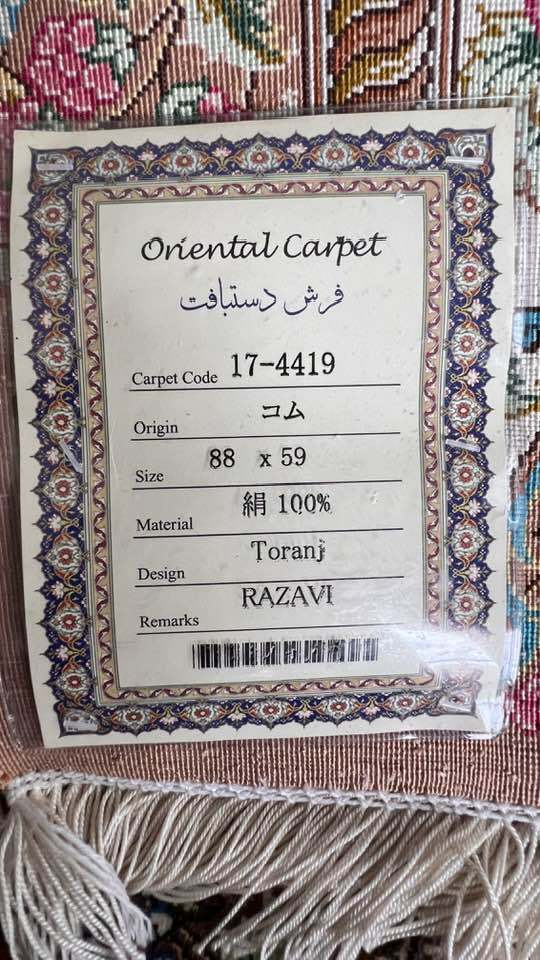 Oriental Carpet
فرش دستبافت
Carpet Code 17-4419
Origin コム
Size 88 x 59
Material 絹 100%
Design Toranj
Remarks RAZAVI